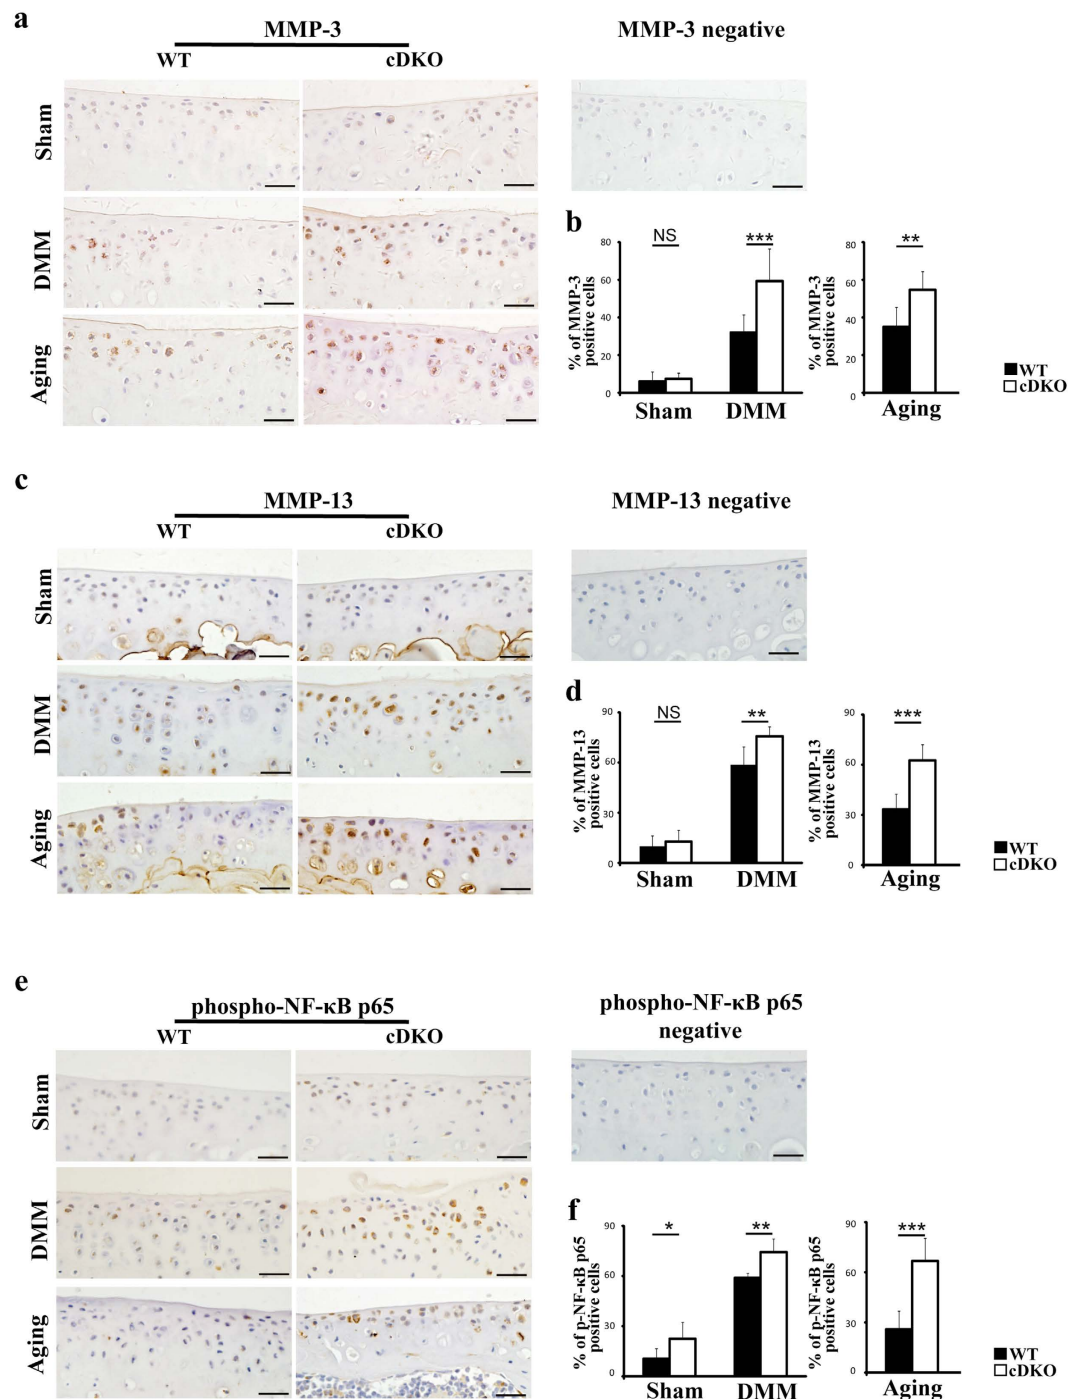 a
MMP-3
MMP-3 negative
WT
cDKO
Sham
DMM
Aging
b
% of MMP-3
positive cells
80
60
40
20
0
NS
***
Sham
DMM
% of MMP-3
positive cells
80
60
40
20
0
**
Aging
WT
cDKO
c
MMP-13
MMP-13 negative
WT
cDKO
Sham
DMM
Aging
d
% of MMP-13
positive cells
90
60
30
0
NS
**
Sham
DMM
% of MMP-13
positive cells
90
60
30
0
***
Aging
WT
cDKO
e
phospho-NF-κB p65
phospho-NF-κB p65
negative
WT
cDKO
Sham
DMM
Aging
f
% of p-NF-κB p65
positive cells
90
60
30
0
*
**
Sham
DMM
% of p-NF-κB p65
positive cells
90
60
30
0
***
Aging
WT
cDKO